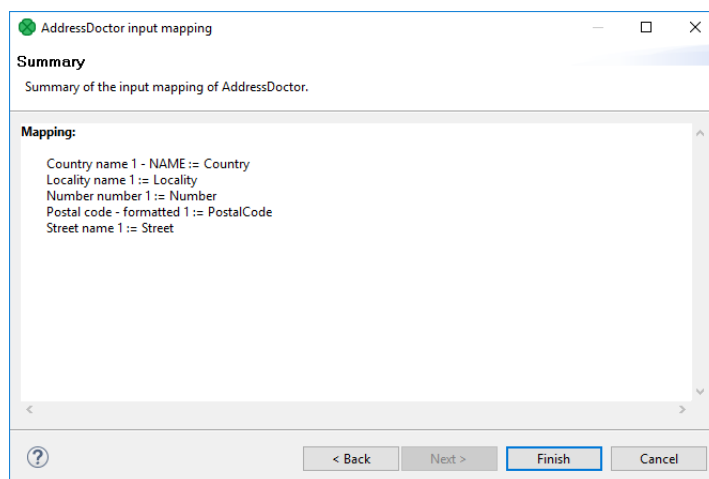 AddressDoctor input mapping
Summary
Summary of the input mapping of AddressDoctor.
Mapping:
Country name 1 - NAME := Country
Locality name 1 := Locality
Number number 1 := Number
Postal code - formatted 1 := PostalCode
Street name 1 := Street
< Back Next > Finish Cancel